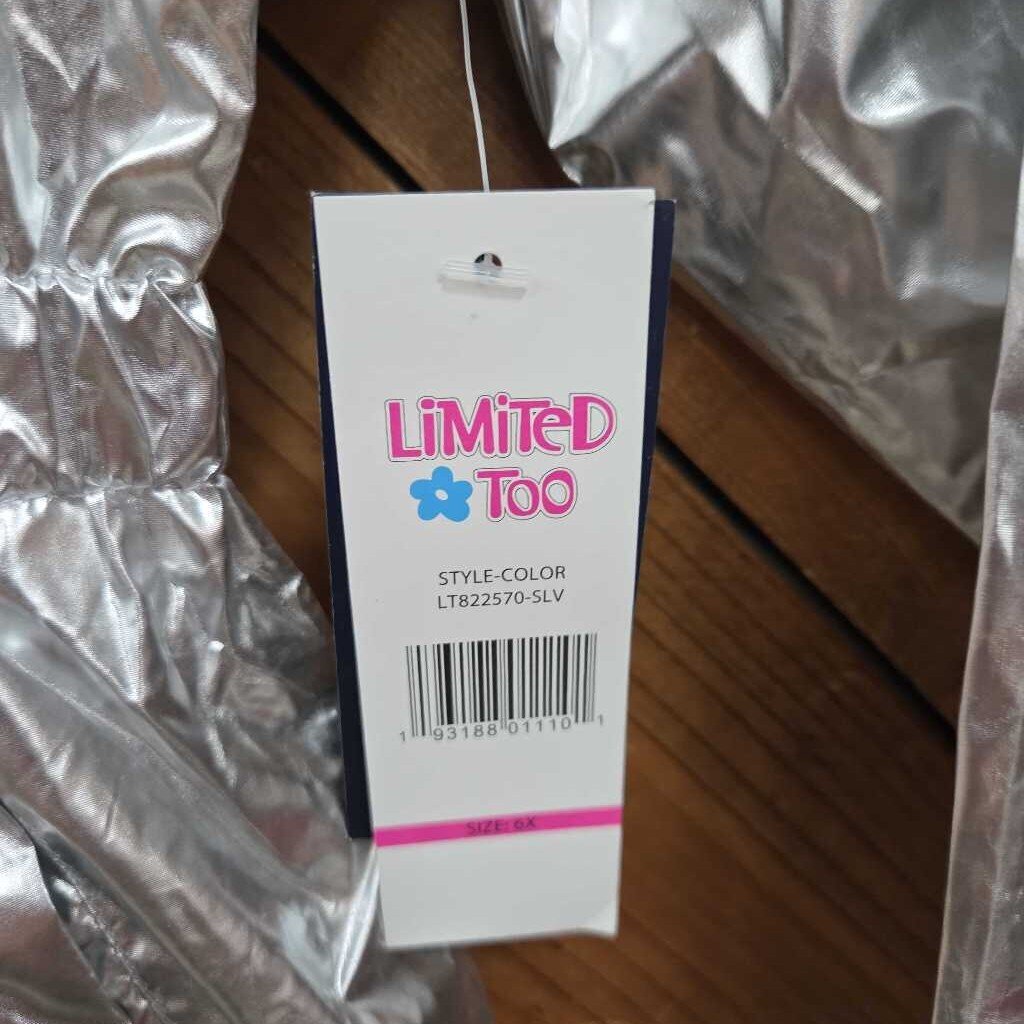 LiMiTeD
Too
STYLE-COLOR
LT822570-SLV
1 93188 01110 1
SIZE: 6X